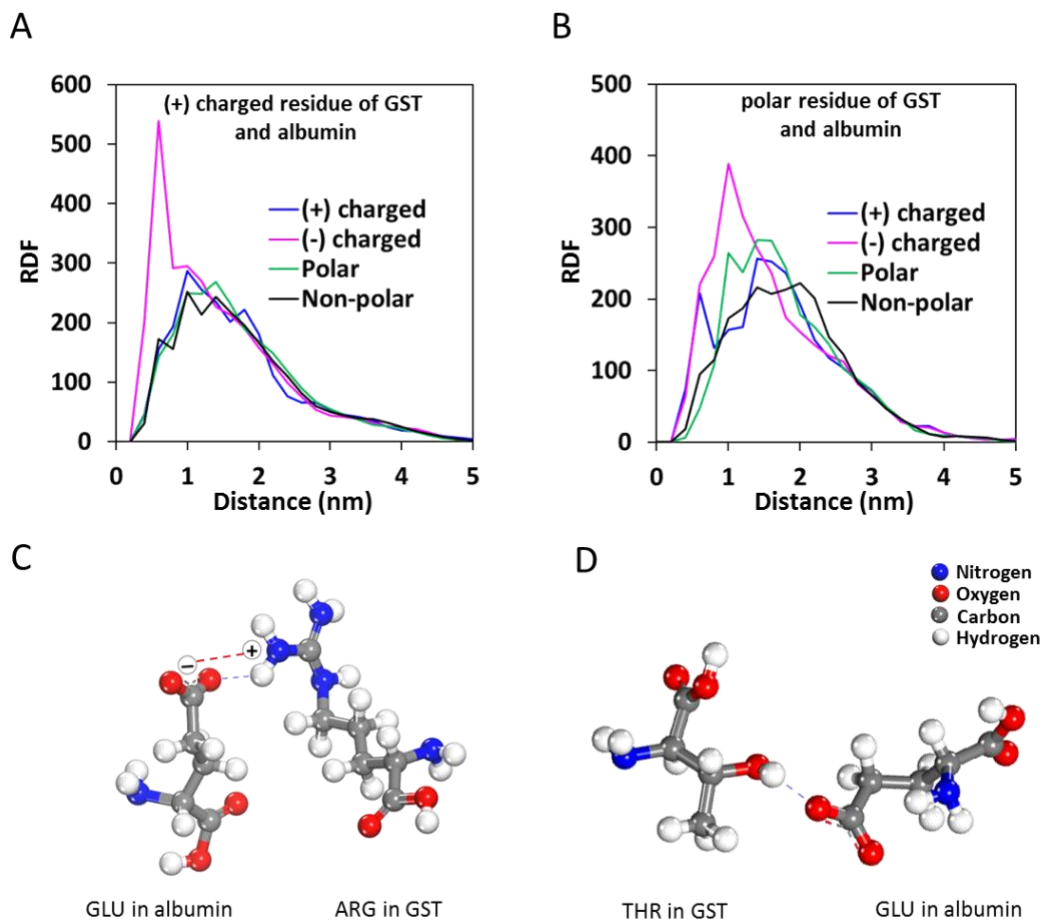 A
600
500
400
300
200
100
0
RDF
(+) charged residue of GST
and albumin
(+) charged
(-) charged
Polar
Non-polar
0 1 2 3 4 5
Distance (nm)
B
500
400
300
200
100
0
RDF
polar residue of GST
and albumin
(+) charged
(-) charged
Polar
Non-polar
0 1 2 3 4 5
Distance (nm)
C
− +
GLU in albumin ARG in GST
D
Nitrogen
Oxygen
Carbon
Hydrogen
THR in GST GLU in albumin